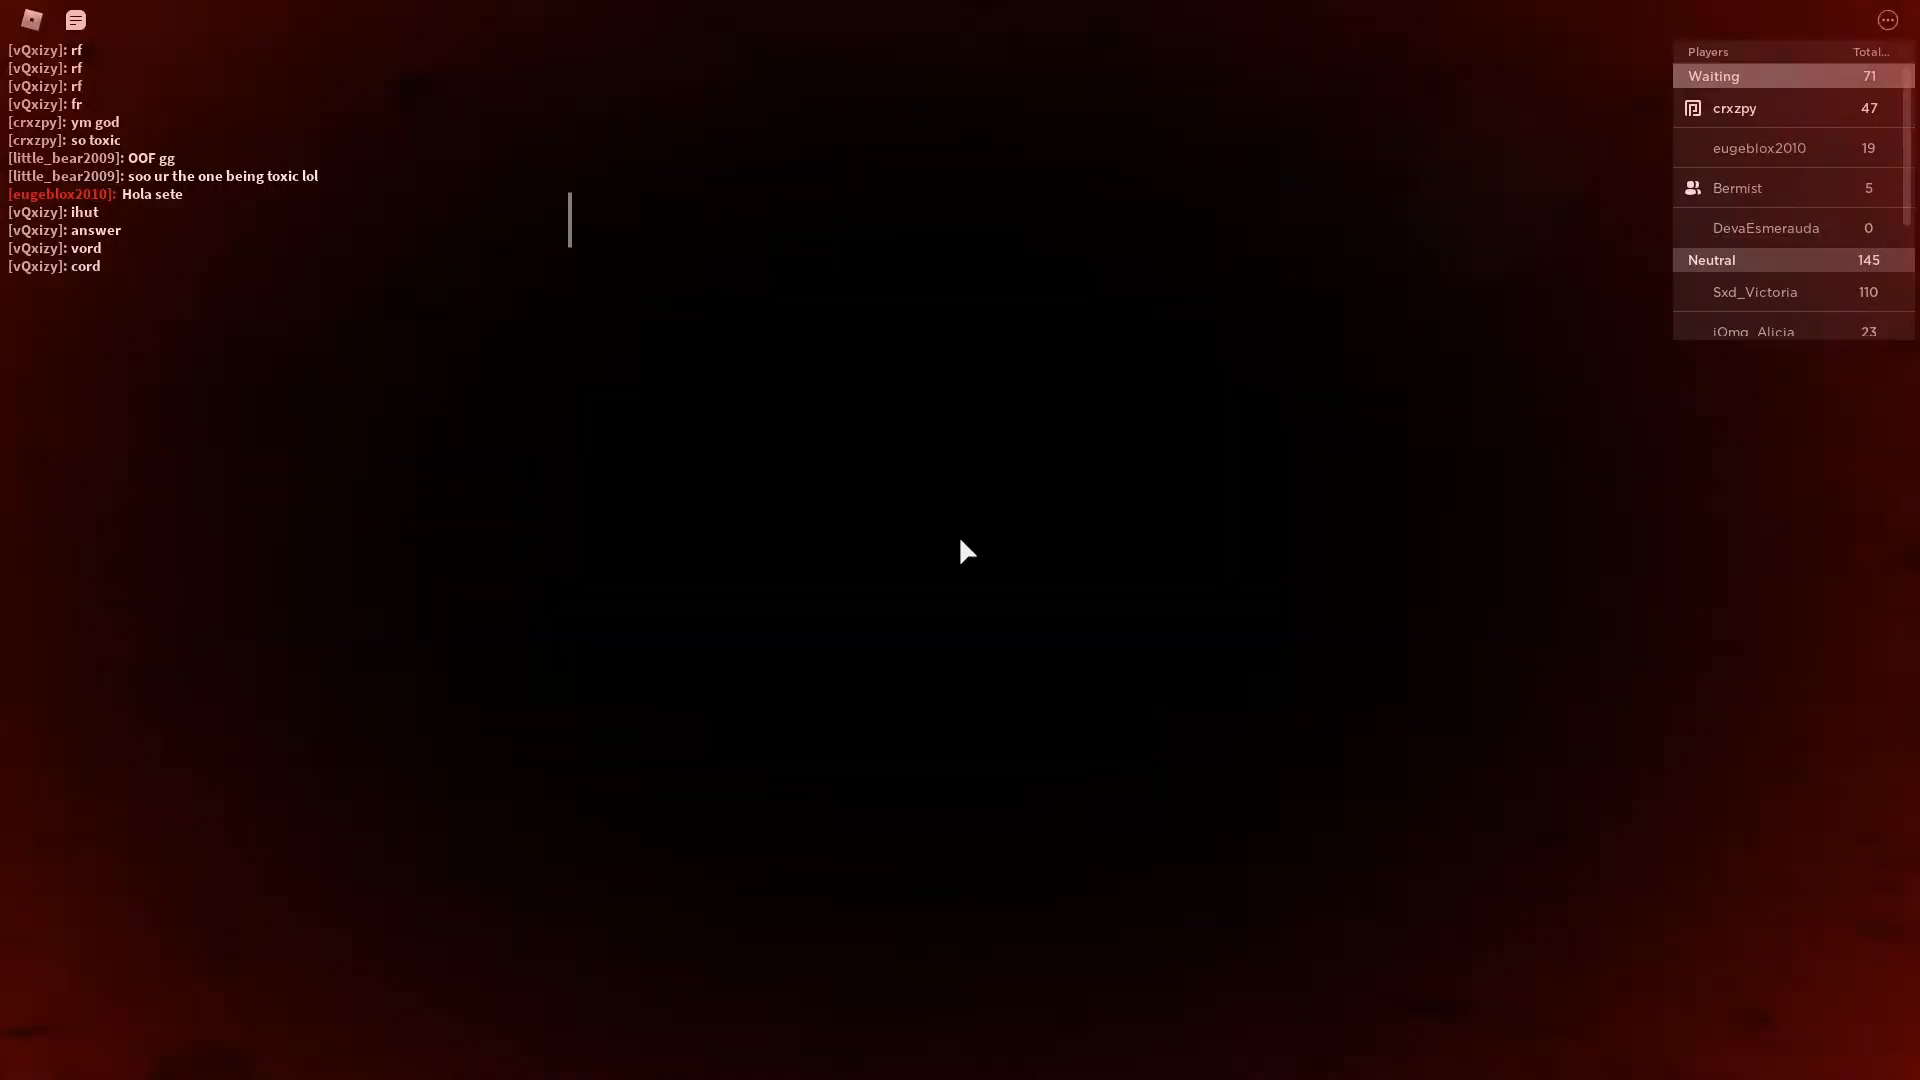 [vQxizy]: rf
[vQxizy]: rf
[vQxizy]: rf
[vQxizy]: fr
[crxzpy]: ym god
[crxzpy]: so toxic
[little_bear2009]: OOF gg
[little_bear2009]: soo ur the one being toxic lol
[eugeblox2010]: Hola sete
[vQxizy]: ihut
[vQxizy]: answer
[vQxizy]: vord
[vQxizy]: cord
Players Total...
Waiting 71
crxzpy 47
eugeblox2010 19
Bermist 5
DevaEsmerauda 0
Neutral 145
Sxd_Victoria 110
iOmg_Alicia 23